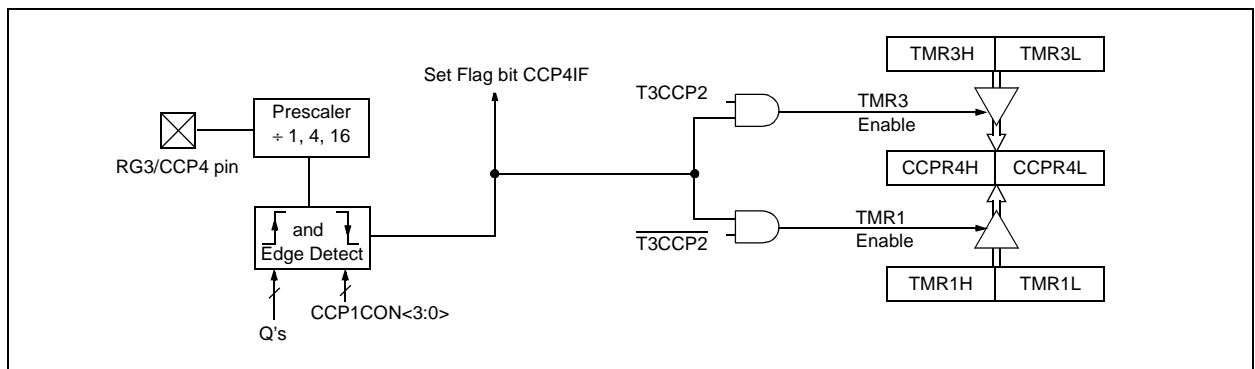 TMR3H TMR3L
Set Flag bit CCP4IF
T3CCP2
TMR3
Enable
Prescaler
÷ 1, 4, 16
RG3/CCP4 pin
CCPR4H CCPR4L
and
Edge Detect
T3CCP2
TMR1
Enable
TMR1H TMR1L
CCP1CON<3:0>
Q's